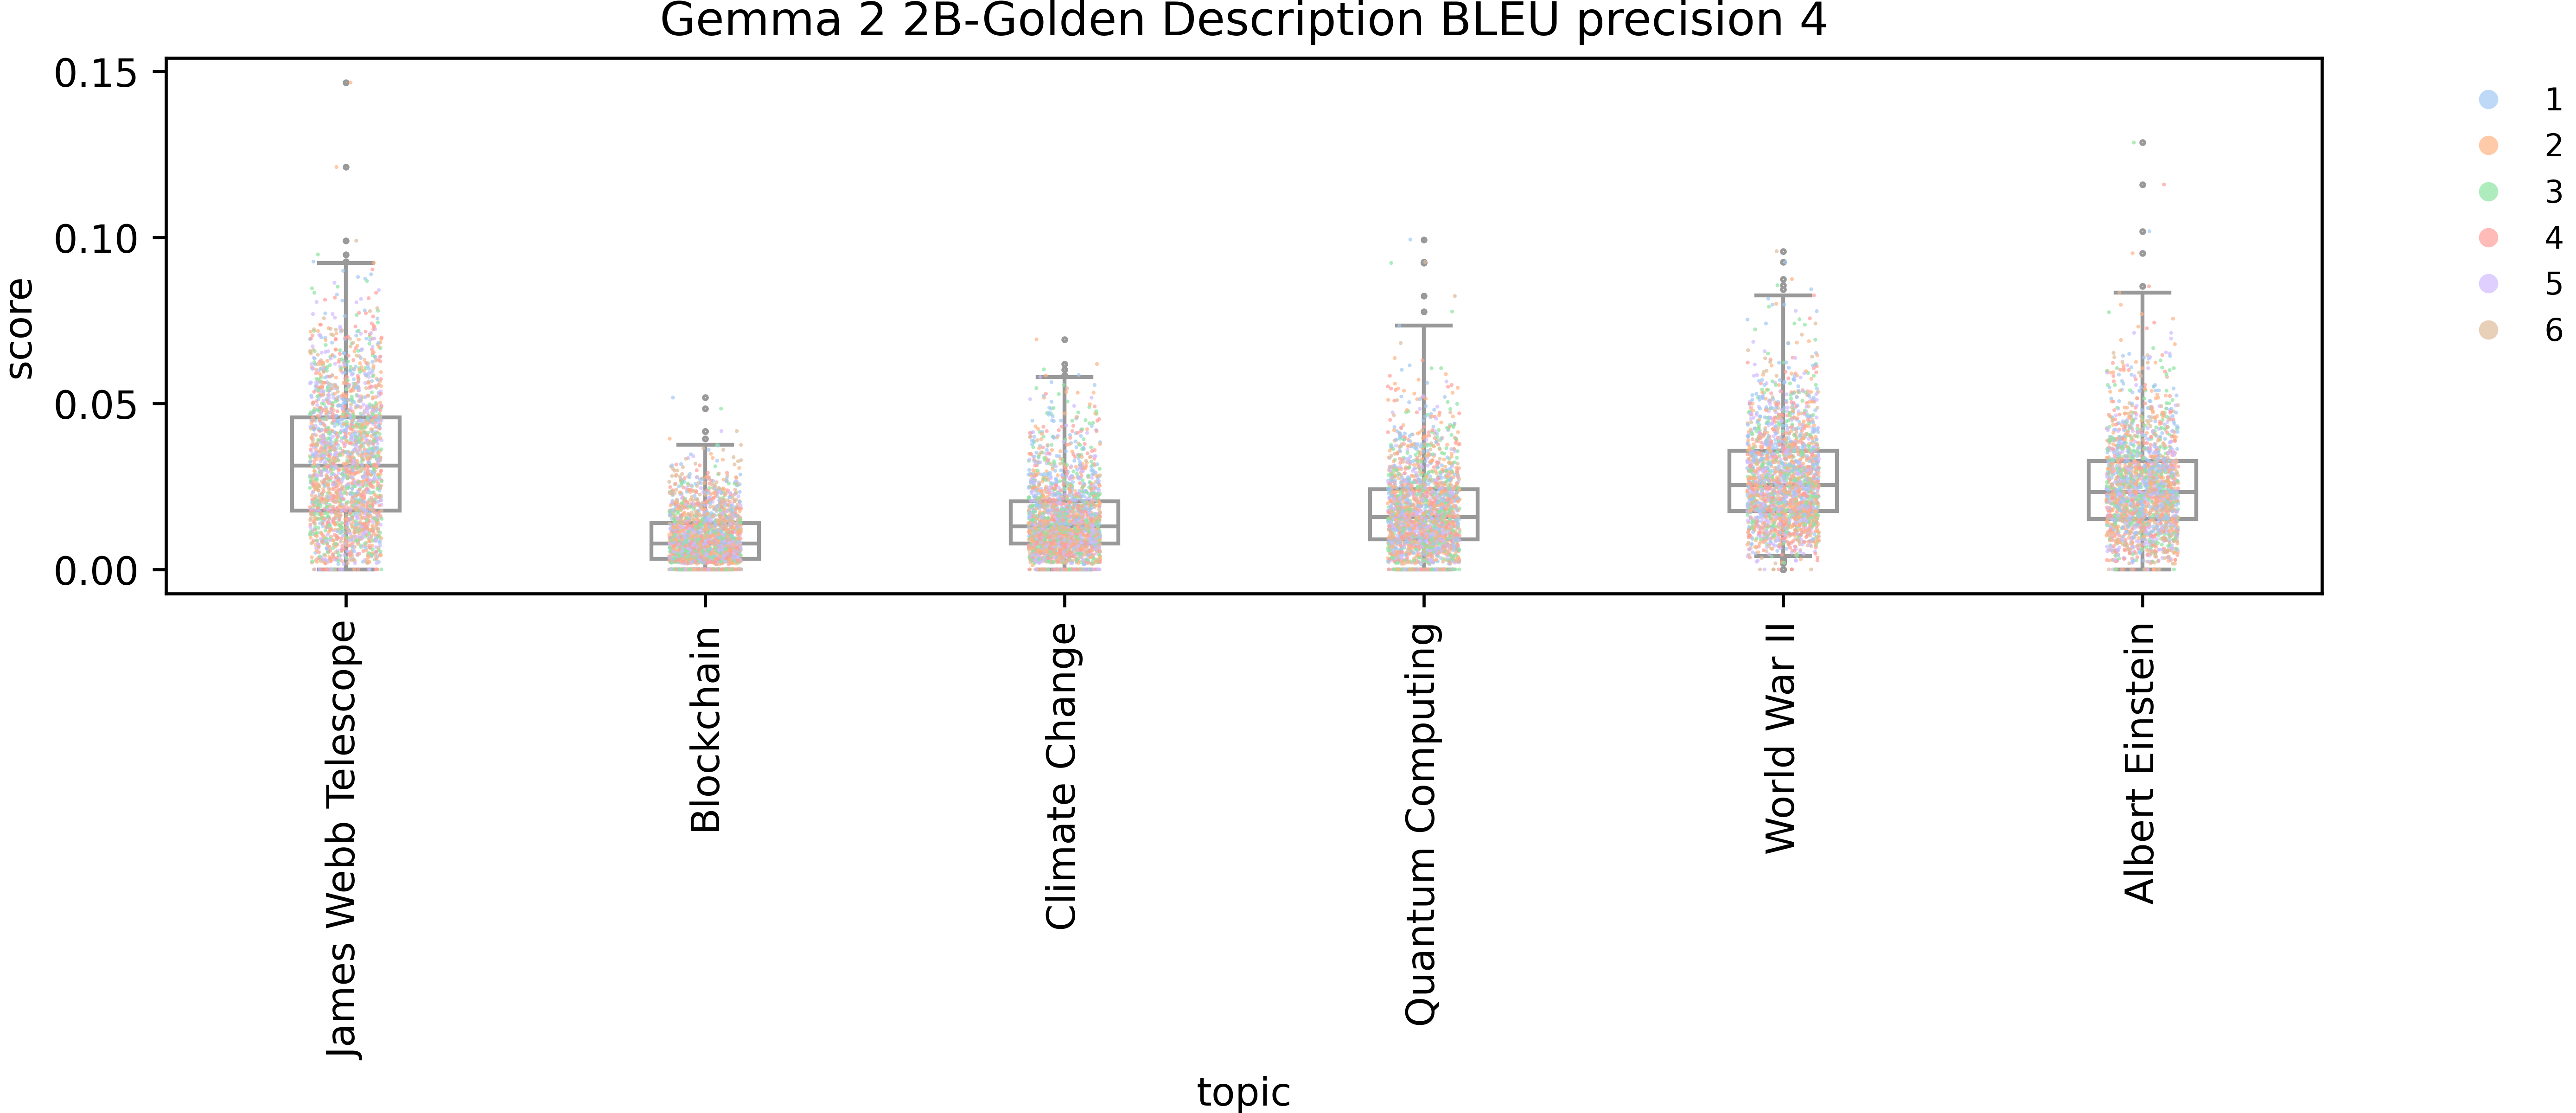 Gemma 2 2B-Golden Description BLEU precision 4
score
0.15
0.10
0.05
0.00
James Webb Telescope
Blockchain
Climate Change
Quantum Computing
World War II
Albert Einstein
topic
1
2
3
4
5
6